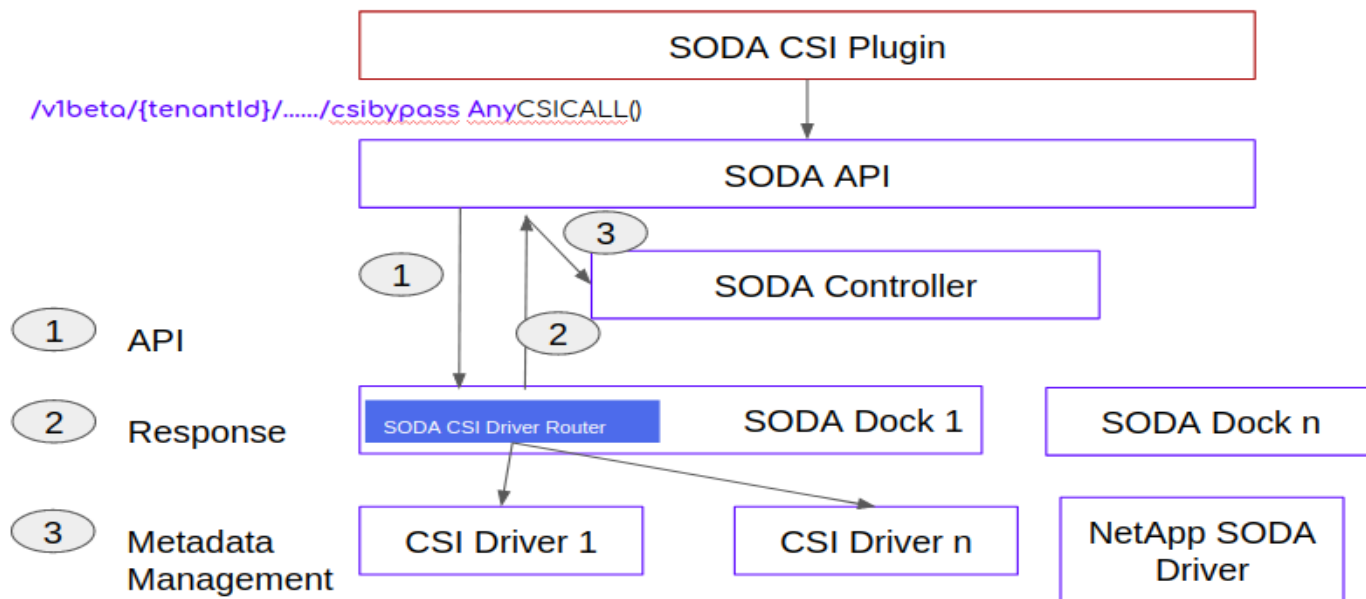 SODA CSI Plugin
/v1beta/{tenantId}/....../csibypass AnyCSICALL()
SODA API
3
1
SODA Controller
1
API
2
2
Response
SODA CSI Driver Router
SODA Dock 1
SODA Dock n
3
Metadata
Management
CSI Driver 1
CSI Driver n
NetApp SODA
Driver